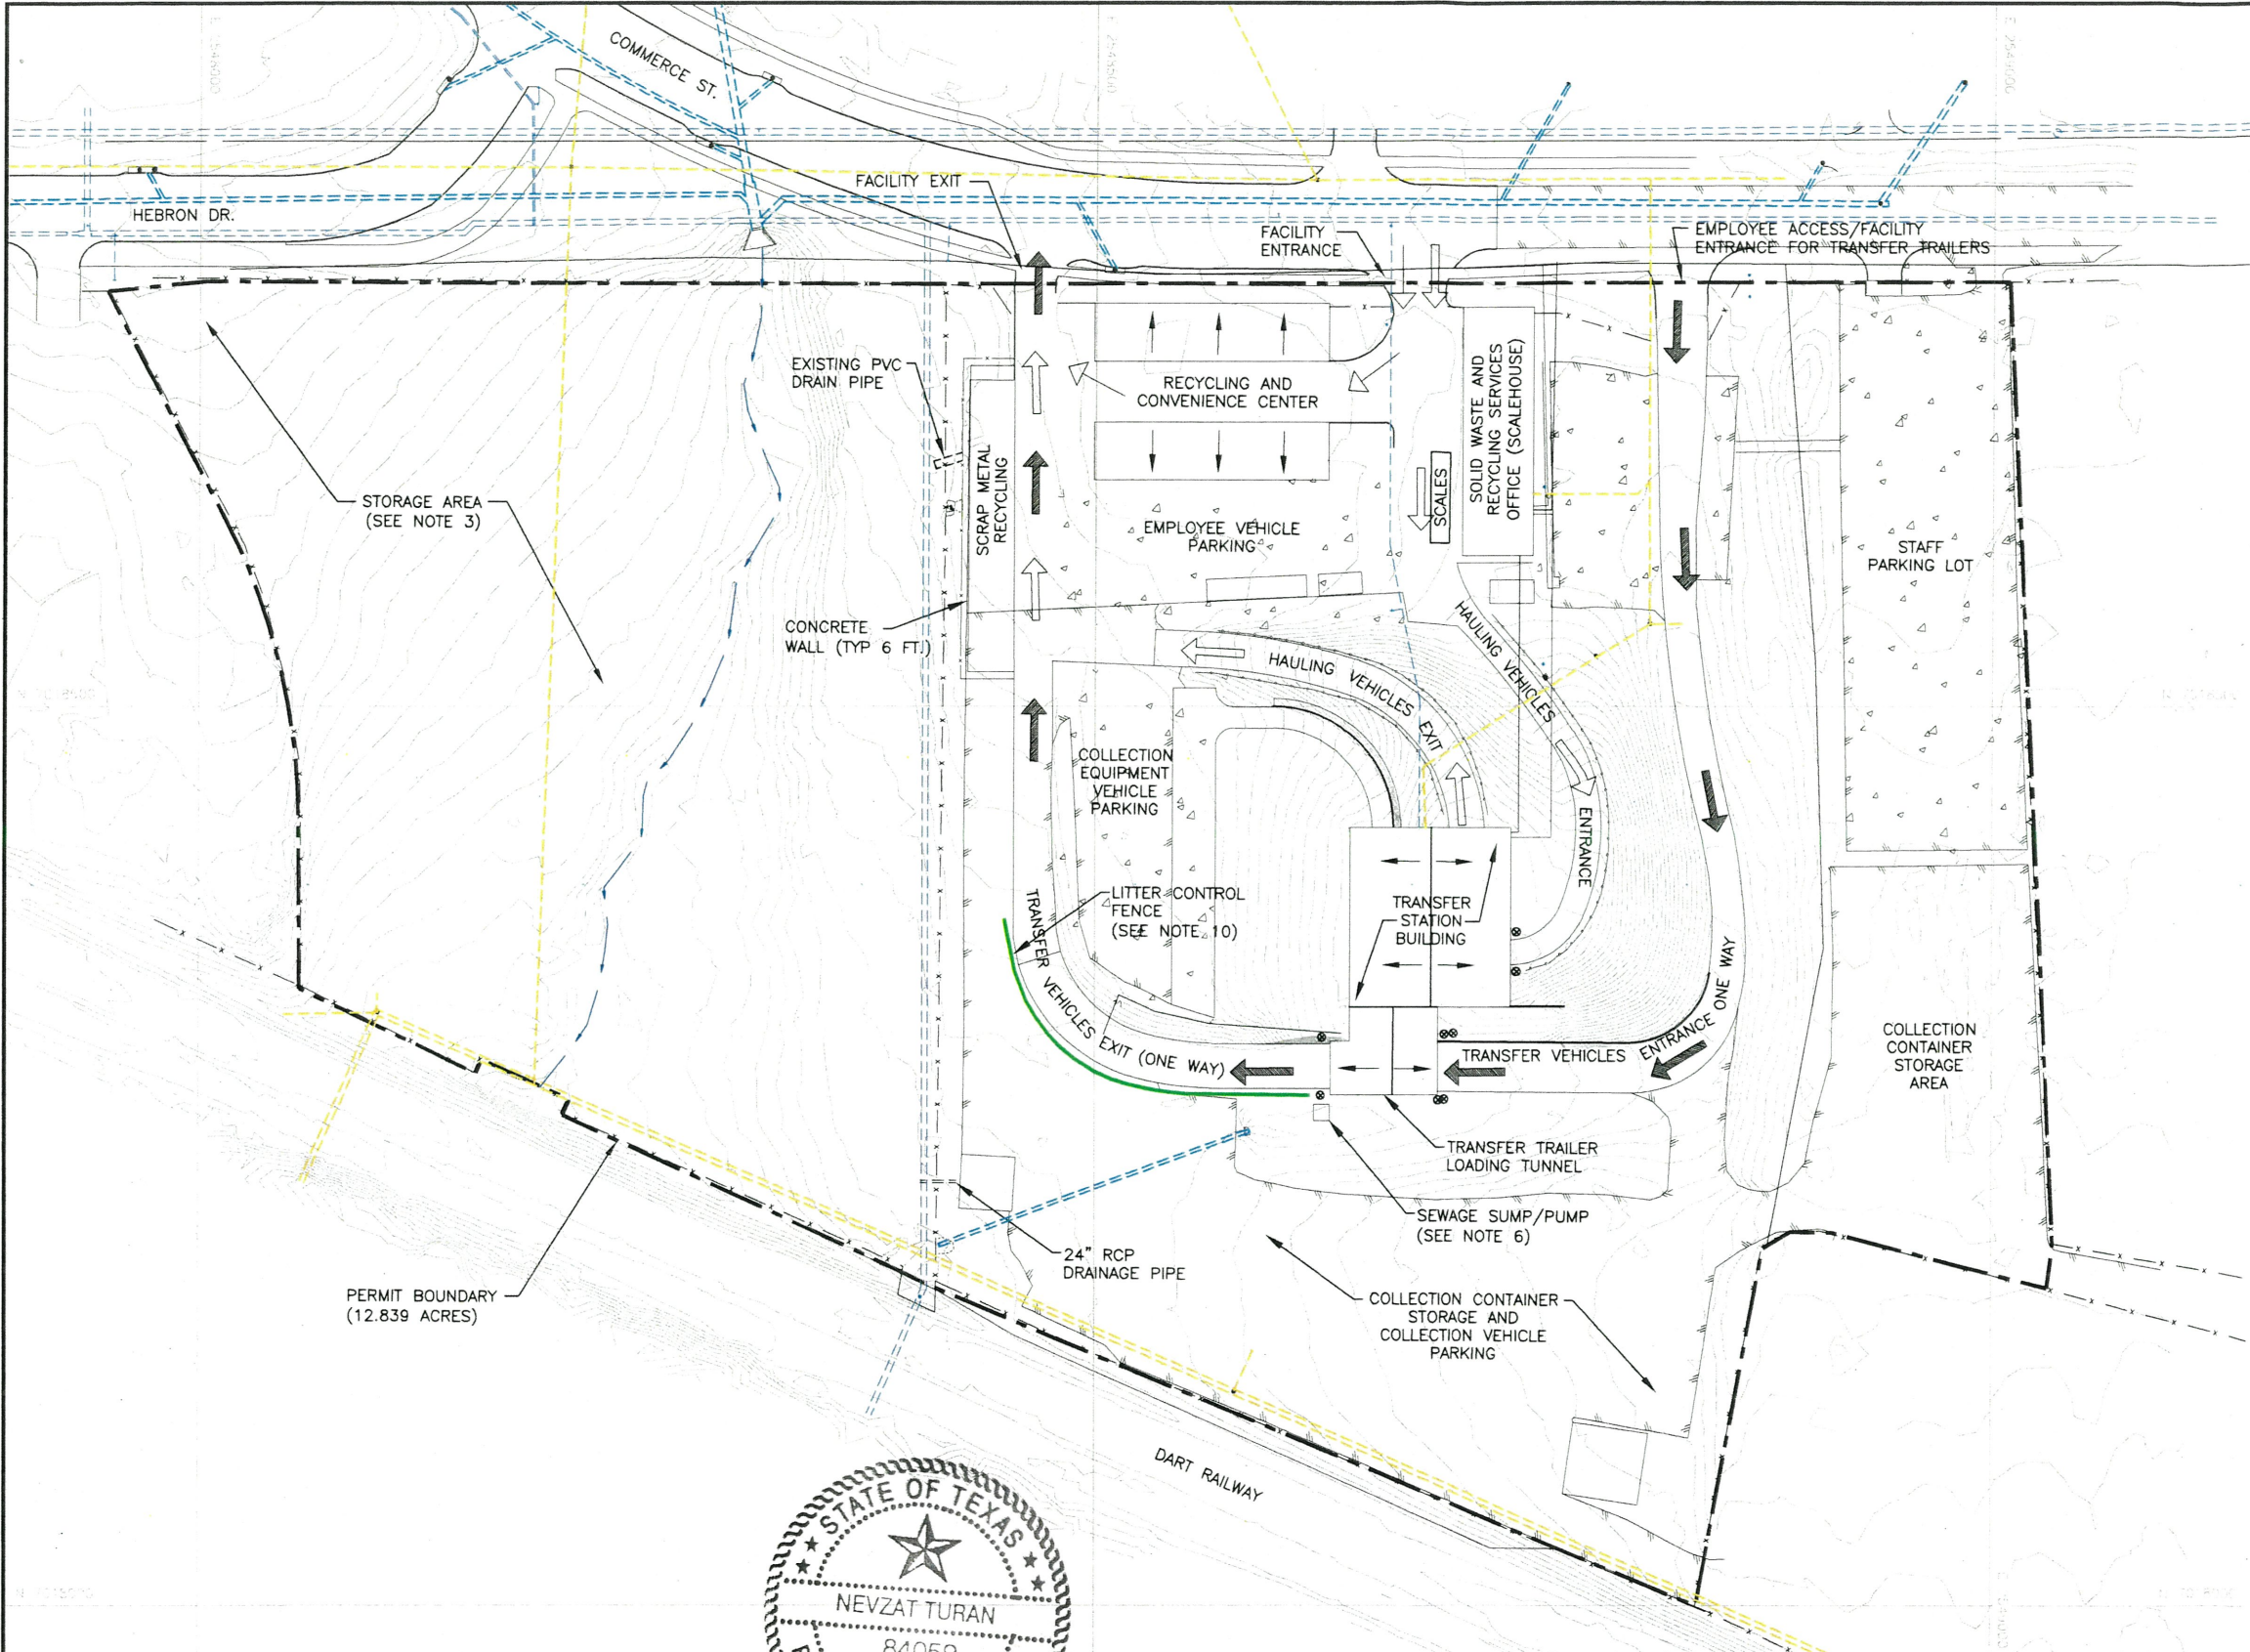 COMMERCE ST.
HEBRON DR.
FACILITY EXIT
FACILITY
ENTRANCE
EMPLOYEE ACCESS/FACILITY
ENTRANCE FOR TRANSFER TRAILERS
EXISTING PVC
DRAIN PIPE
RECYCLING AND
CONVENIENCE CENTER
SOLID WASTE AND
RECYCLING SERVICES
OFFICE (SCALEHOUSE)
SCALES
SCRAP METAL
RECYCLING
STORAGE AREA
(SEE NOTE 3)
EMPLOYEE VEHICLE
PARKING
STAFF
PARKING LOT
CONCRETE
WALL (TYP 6 FT.)
HAULING VEHICLES EXIT
HAULING VEHICLES
ENTRANCE
COLLECTION
EQUIPMENT
VEHICLE
PARKING
LITTER CONTROL
FENCE
(SEE NOTE 10)
TRANSFER
STATION
BUILDING
TRANSFER VEHICLES EXIT (ONE WAY)
TRANSFER VEHICLES ENTRANCE ONE WAY
COLLECTION
CONTAINER
STORAGE
AREA
TRANSFER TRAILER
LOADING TUNNEL
SEWAGE SUMP/PUMP
(SEE NOTE 6)
24" RCP
DRAINAGE PIPE
PERMIT BOUNDARY
(12.839 ACRES)
COLLECTION CONTAINER
STORAGE AND
COLLECTION VEHICLE
PARKING
DART RAILWAY
STATE OF TEXAS
NEVZAT TURAN
84059